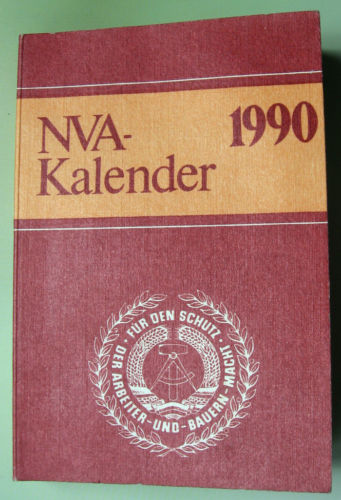 NVA- 1990
Kalender
· FÜR DEN SCHUTZ ·
DER ARBEITER-UND-BAUERN MACHT